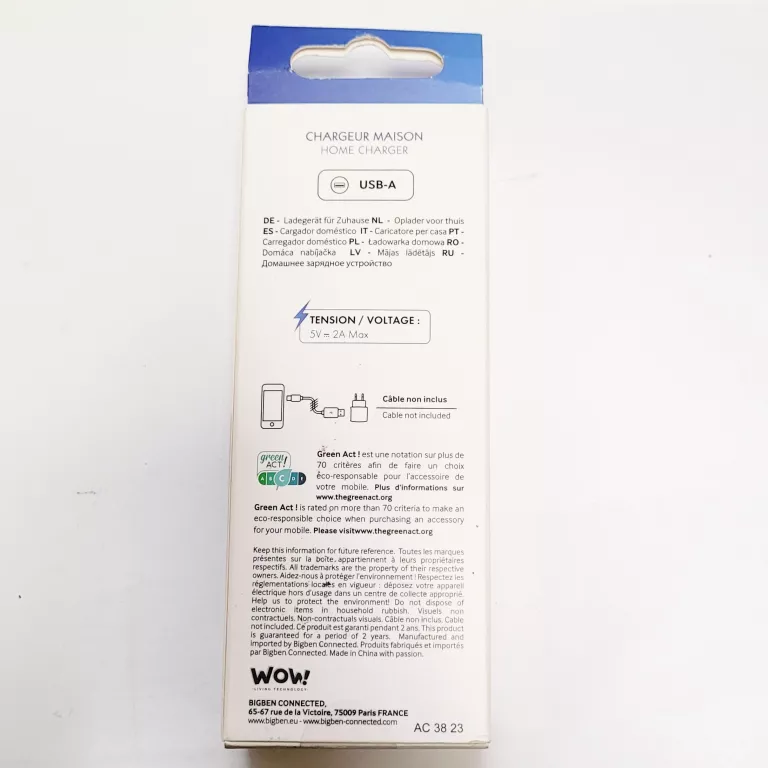 CHARGEUR MAISON
HOME CHARGER
USB-A
DE - Ladegerät für Zuhause NL - Oplader voor thuis
ES - Cargador doméstico IT - Caricatore per casa PT -
Carregador doméstico PL - Ładowarka domowa RO -
Domáca nabíjačka LV - Mājas lādētājs RU -
Домашнее зарядное устройство
TENSION / VOLTAGE :
5V = 2A Max
Câble non inclus
Cable not included
green
ACT!
A B C D E
Green Act ! est une notation sur plus de
70 critères afin de faire un choix
éco-responsable pour l'accessoire de
votre mobile. Plus d'informations sur
www.thegreenact.org
Green Act ! is rated on more than 70 criteria to make an
eco-responsible choice when purchasing an accessory
for your mobile. Please visitwww.thegreenact.org
Keep this information for future reference. Toutes les marques
présentes sur la boîte, appartiennent à leurs propriétaires
respectifs. All trademarks are the property of their respective
owners. Aidez-nous à protéger l'environnement ! Respectez les
réglementations locales en vigueur : déposez votre appareil
électrique hors d'usage dans un centre de collecte approprié.
Help us to protect the environment! Do not dispose of
electronic items in household rubbish. Visuels non
contractuels. Non-contractuals visuals. Câble non inclus. Cable
not included. Ce produit est garanti pendant 2 ans. This product
is guaranteed for a period of 2 years. Manufactured and
imported by Bigben Connected. Produits fabriqués et importés
par Bigben Connected. Made in China with passion.
WOW!
LIVING TECHNOLOGY
BIGBEN CONNECTED,
65-67 rue de la Victoire, 75009 Paris FRANCE
www.bigben.eu - www.bigben-connected.com
AC 38 23